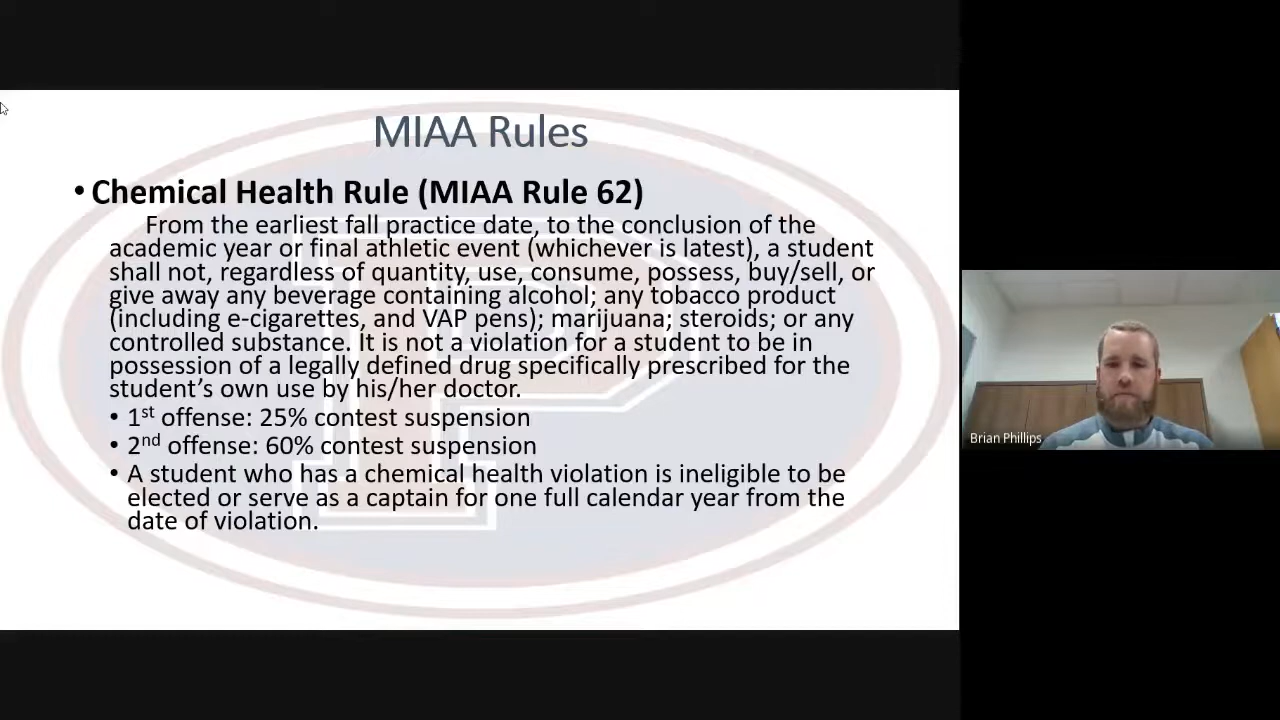 MIAA Rules
• Chemical Health Rule (MIAA Rule 62)
From the earliest fall practice date, to the conclusion of the
academic year or final athletic event (whichever is latest), a student
shall not, regardless of quantity, use, consume, possess, buy/sell, or
give away any beverage containing alcohol; any tobacco product
(including e-cigarettes, and VAP pens); marijuana; steroids; or any
controlled substance. It is not a violation for a student to be in
possession of a legally defined drug specifically prescribed for the
student’s own use by his/her doctor.
• 1st offense: 25% contest suspension
• 2nd offense: 60% contest suspension
• A student who has a chemical health violation is ineligible to be
elected or serve as a captain for one full calendar year from the
date of violation.
Brian Phillips